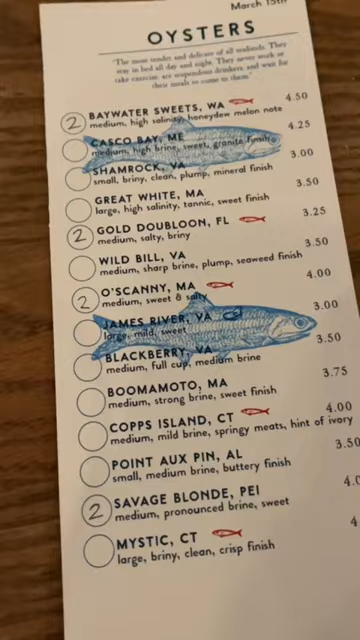 March 15th
OYSTERS
"The most tender and delicate of all seafoods. They
stay in bed all day and night. They never work or
take exercise, are stupendous drinkers, and wait for
their meals to come to them."
2 BAYWATER SWEETS, WA 4.50
medium, high salinity, honeydew melon note
CASCO BAY, ME 4.25
medium, high brine, sweet, granite finish
SHAMROCK, VA 3.00
small, briny, clean, plump, mineral finish
GREAT WHITE, MA 3.50
large, high salinity, tannic, sweet finish
2 GOLD DOUBLOON, FL 3.25
medium, salty, briny
WILD BILL, VA 3.50
medium, sharp brine, plump, seaweed finish
2 O'SCANNY, MA 4.00
medium, sweet & salty
JAMES RIVER, VA 3.00
large, mild, sweet
BLACKBERRY, VA 3.50
medium, full cup, medium brine
BOOMAMOTO, MA 3.75
medium, strong brine, sweet finish
COPPS ISLAND, CT 4.00
medium, mild brine, springy meats, hint of ivory
POINT AUX PIN, AL 3.50
small, medium brine, buttery finish
2 SAVAGE BLONDE, PEI 4.0
medium, pronounced brine, sweet
MYSTIC, CT 4
large, briny, clean, crisp finish